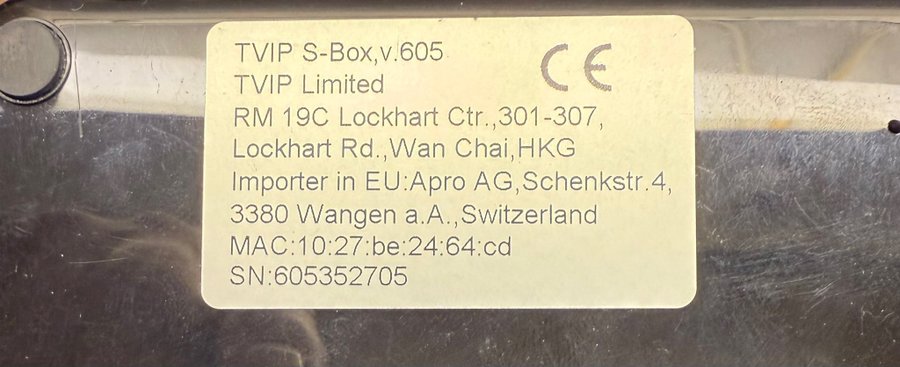 TVIP S-Box,v.605
TVIP Limited
RM 19C Lockhart Ctr.,301-307,
Lockhart Rd.,Wan Chai,HKG
Importer in EU:Apro AG,Schenkstr.4,
3380 Wangen a.A.,Switzerland
MAC:10:27:be:24:64:cd
SN:605352705
CE